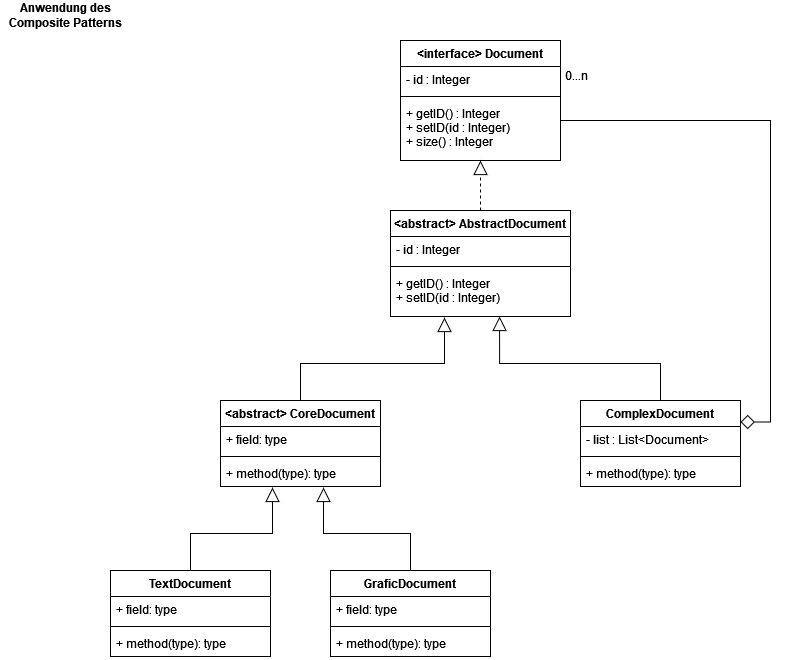 Anwendung des
Composite Patterns
<interface> Document
- id : Integer
0...n
+ getID() : Integer
+ setID(id : Integer)
+ size() : Integer
<abstract> AbstractDocument
- id : Integer
+ getID() : Integer
+ setID(id : Integer)
<abstract> CoreDocument
+ field: type
+ method(type): type
ComplexDocument
- list : List<Document>
+ method(type): type
TextDocument
+ field: type
+ method(type): type
GraficDocument
+ field: type
+ method(type): type